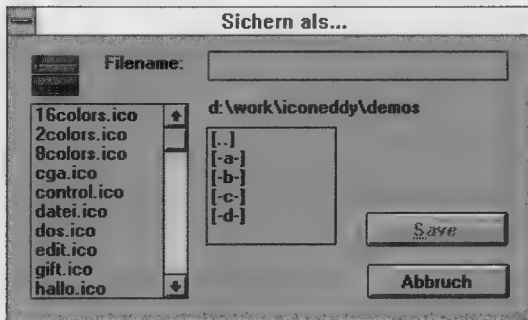 Sichern als...
Filename:
d:\work\iconeddy\demos
16colors.ico
2colors.ico
8colors.ico
cga.ico
control.ico
datei.ico
dos.ico
edit.ico
gift.ico
hallo.ico
[..]
[-a-]
[-b-]
[-c-]
[-d-]
Save
Abbruch